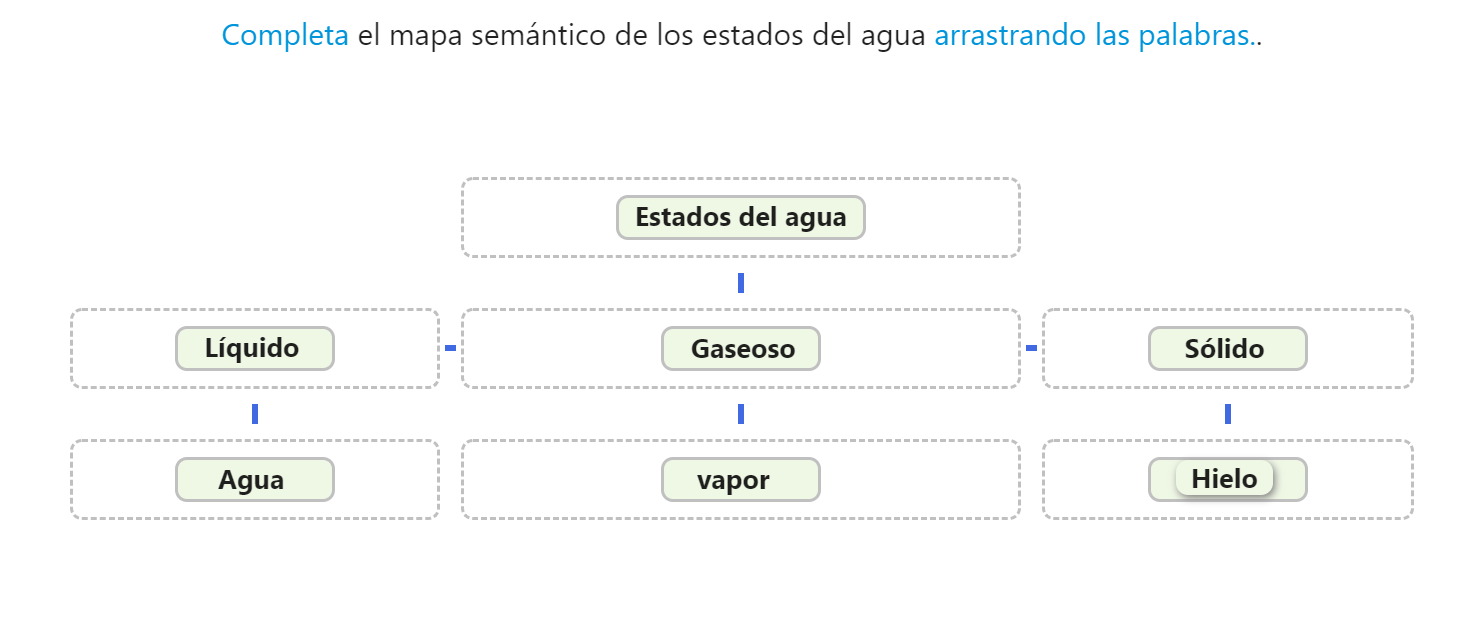 Completa el mapa semántico de los estados del agua arrastrando las palabras..
Estados del agua
Líquido
Gaseoso
Sólido
Agua
vapor
Hielo